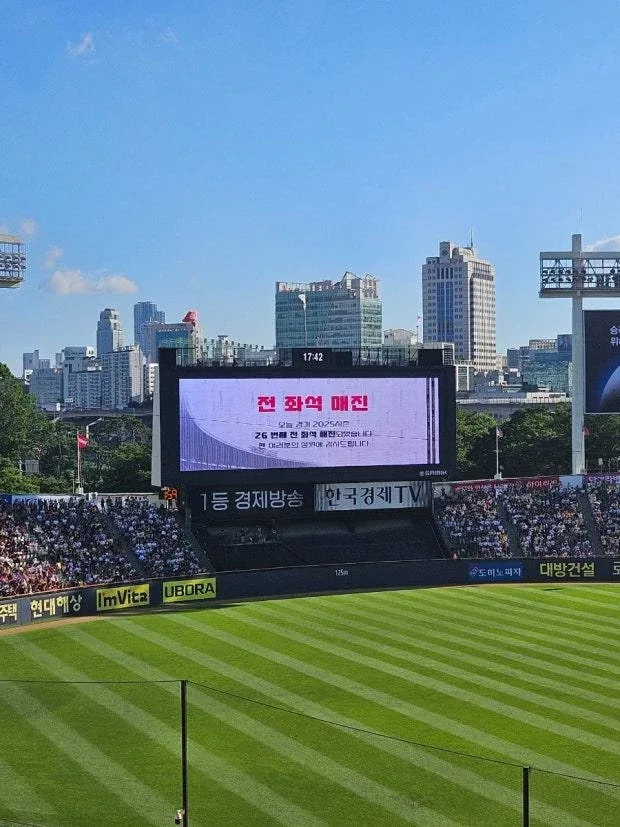 17:42
전 좌석 매진
오늘 경기 2025시즌
26 번째 전 좌석 매진되었습니다
팬 여러분의 성원에 감사드립니다
1등 경제방송
한국경제TV
125m
주택
현대해상
ImVita
UBORA
도미노피자
대방건설